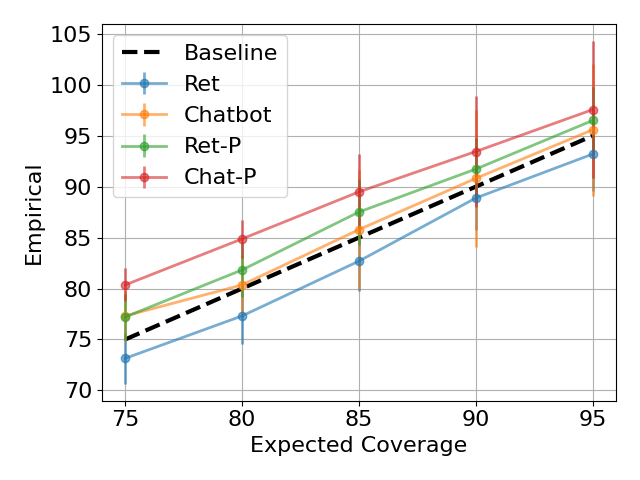 105
100
95
90
85
80
75
70
Empirical
Baseline
Ret
Chatbot
Ret-P
Chat-P
75 80 85 90 95
Expected Coverage